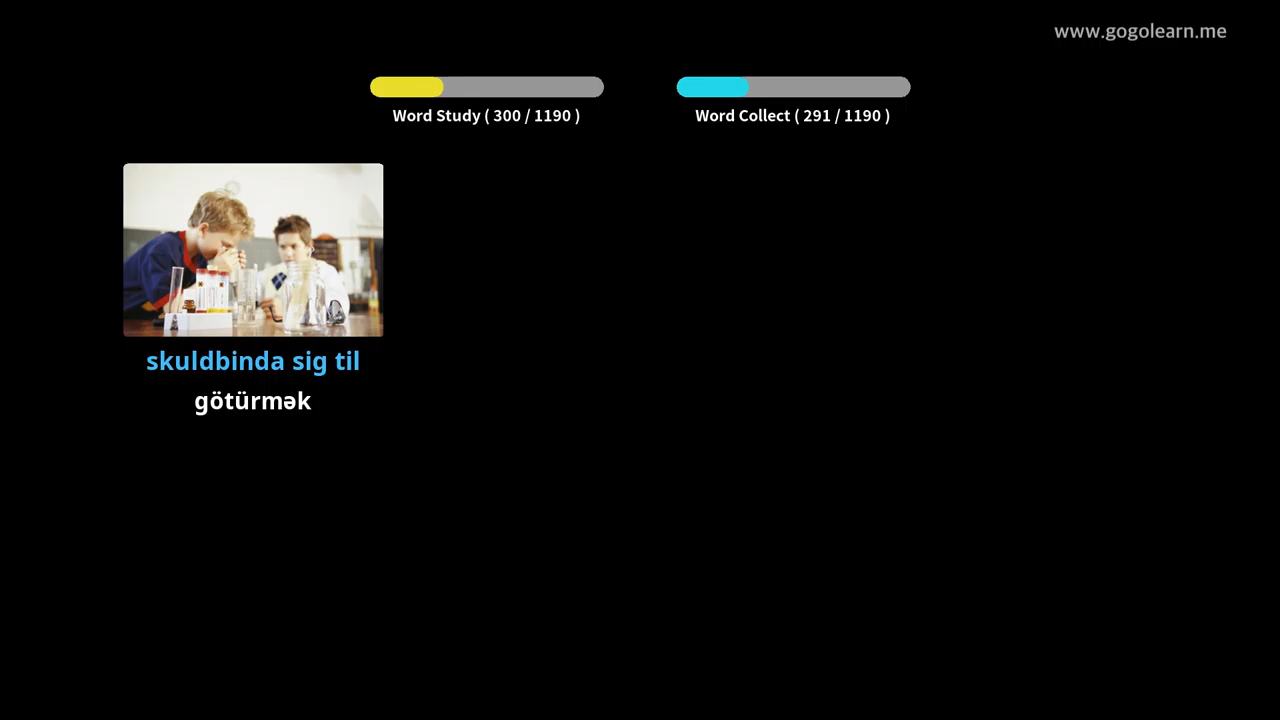 www.gogolearn.me
Word Study ( 300 / 1190 )
Word Collect ( 291 / 1190 )
skuldbinda sig til
götürmək